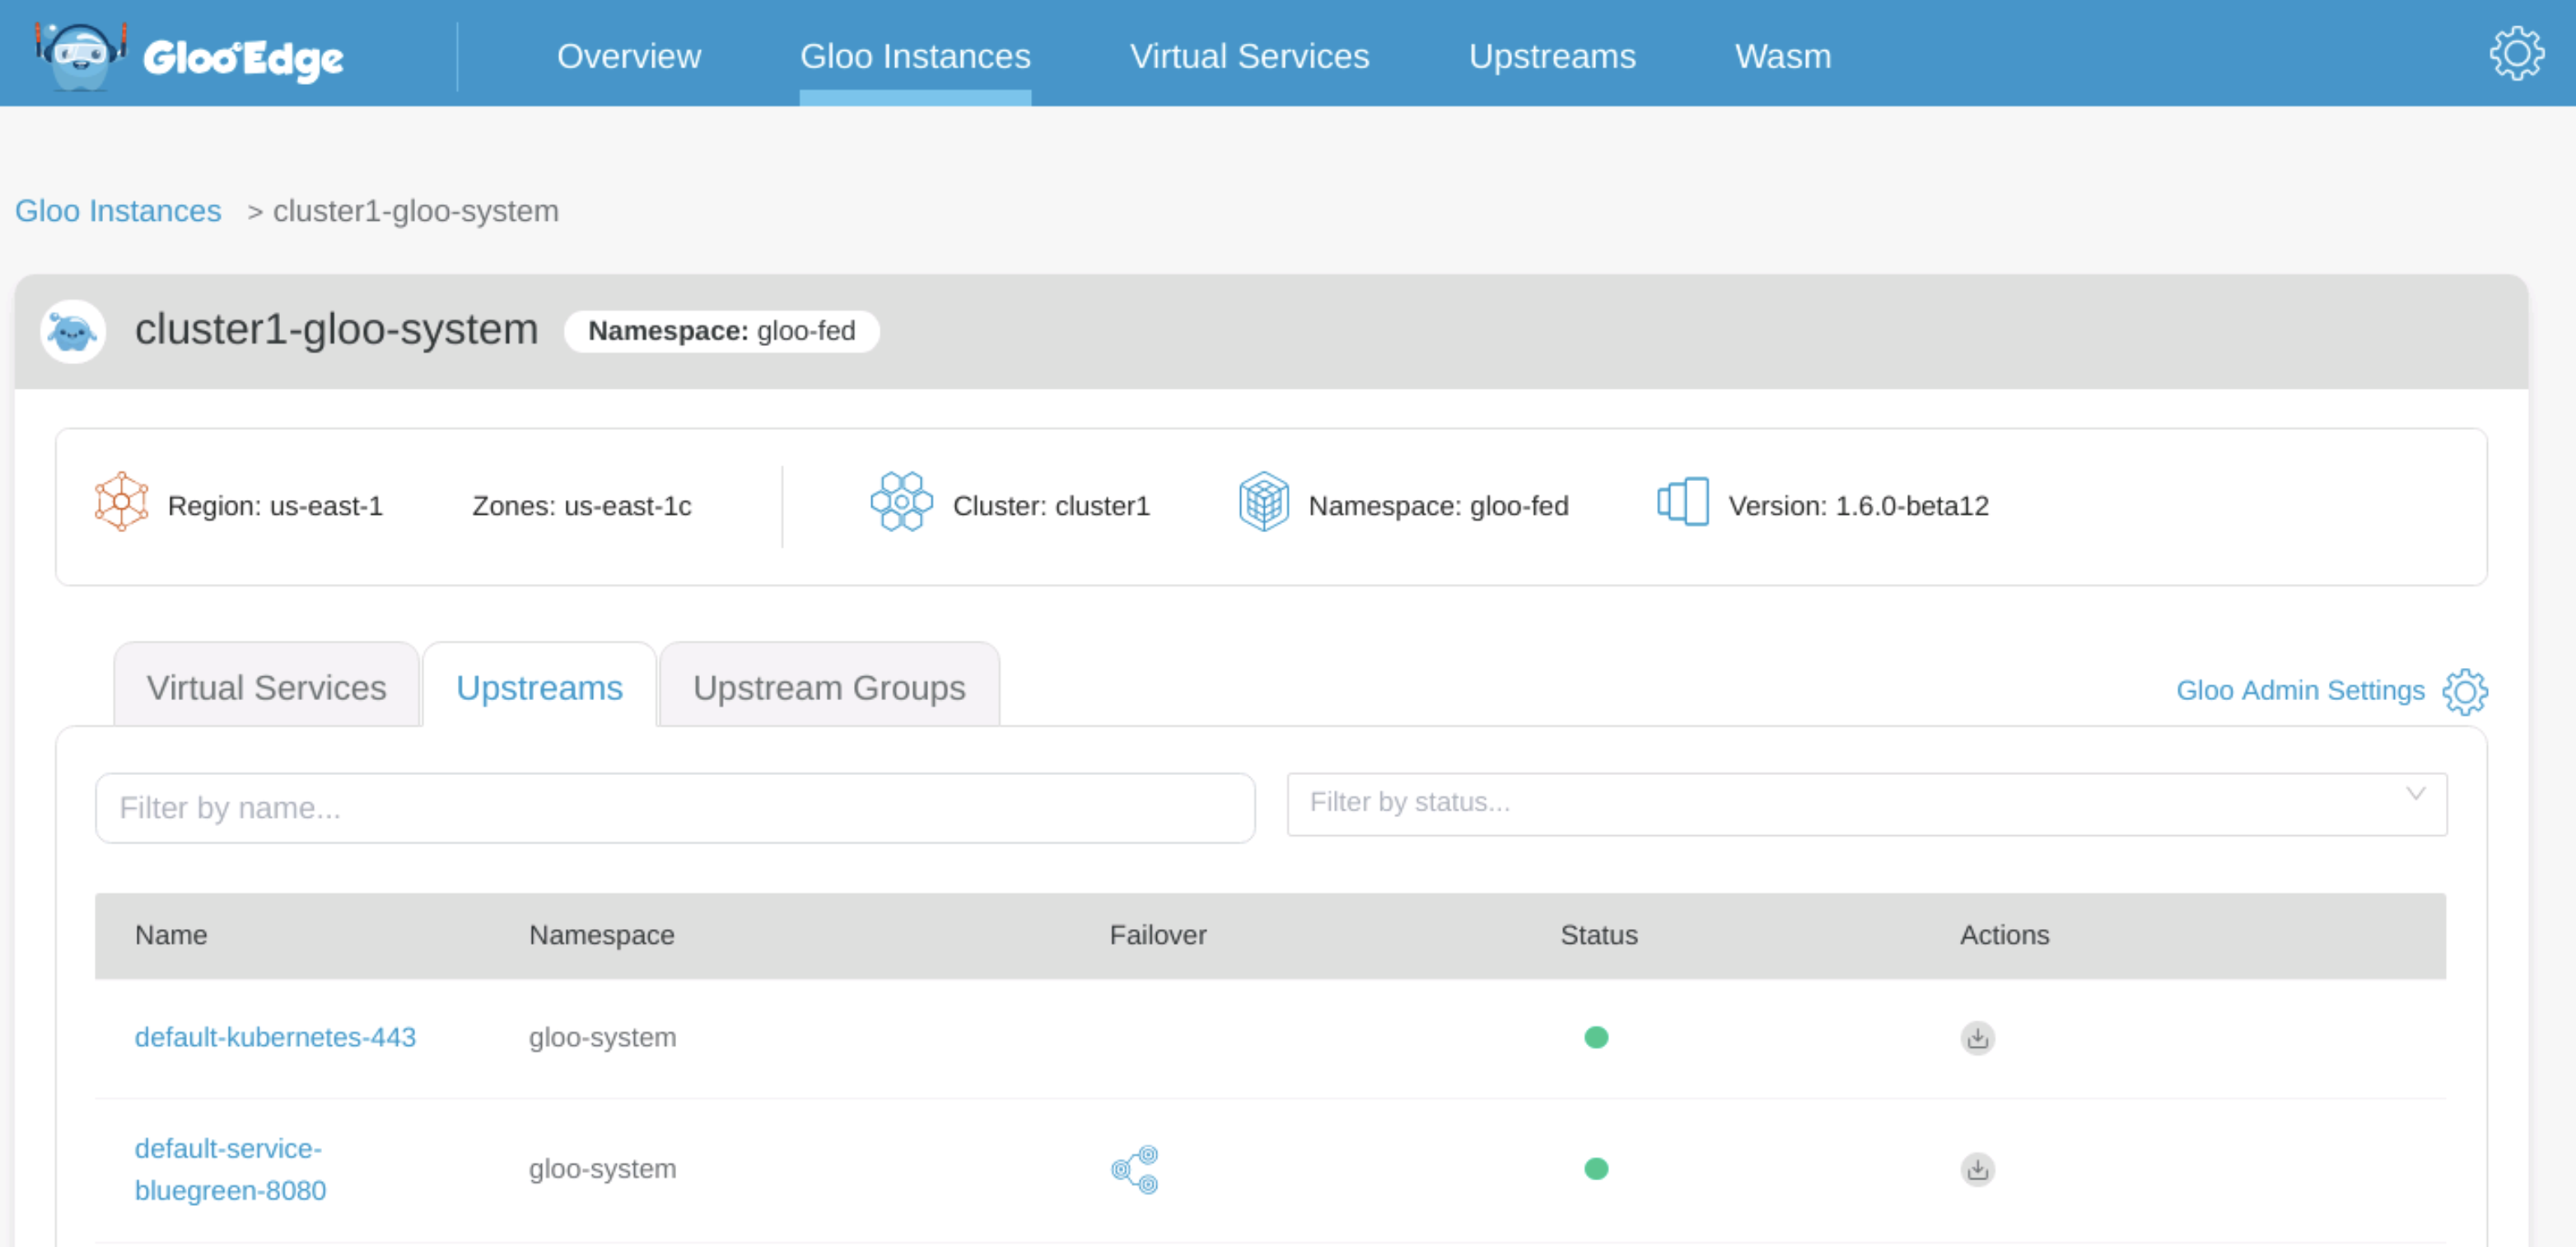 Gloo Edge Overview Gloo Instances Virtual Services Upstreams Wasm
Gloo Instances > cluster1-gloo-system
cluster1-gloo-system Namespace: gloo-fed
Region: us-east-1 Zones: us-east-1c Cluster: cluster1 Namespace: gloo-fed Version: 1.6.0-beta12
Virtual Services Upstreams Upstream Groups Gloo Admin Settings
Filter by name... Filter by status...
Name Namespace Failover Status Actions
default-kubernetes-443 gloo-system
default-service-
bluegreen-8080 gloo-system